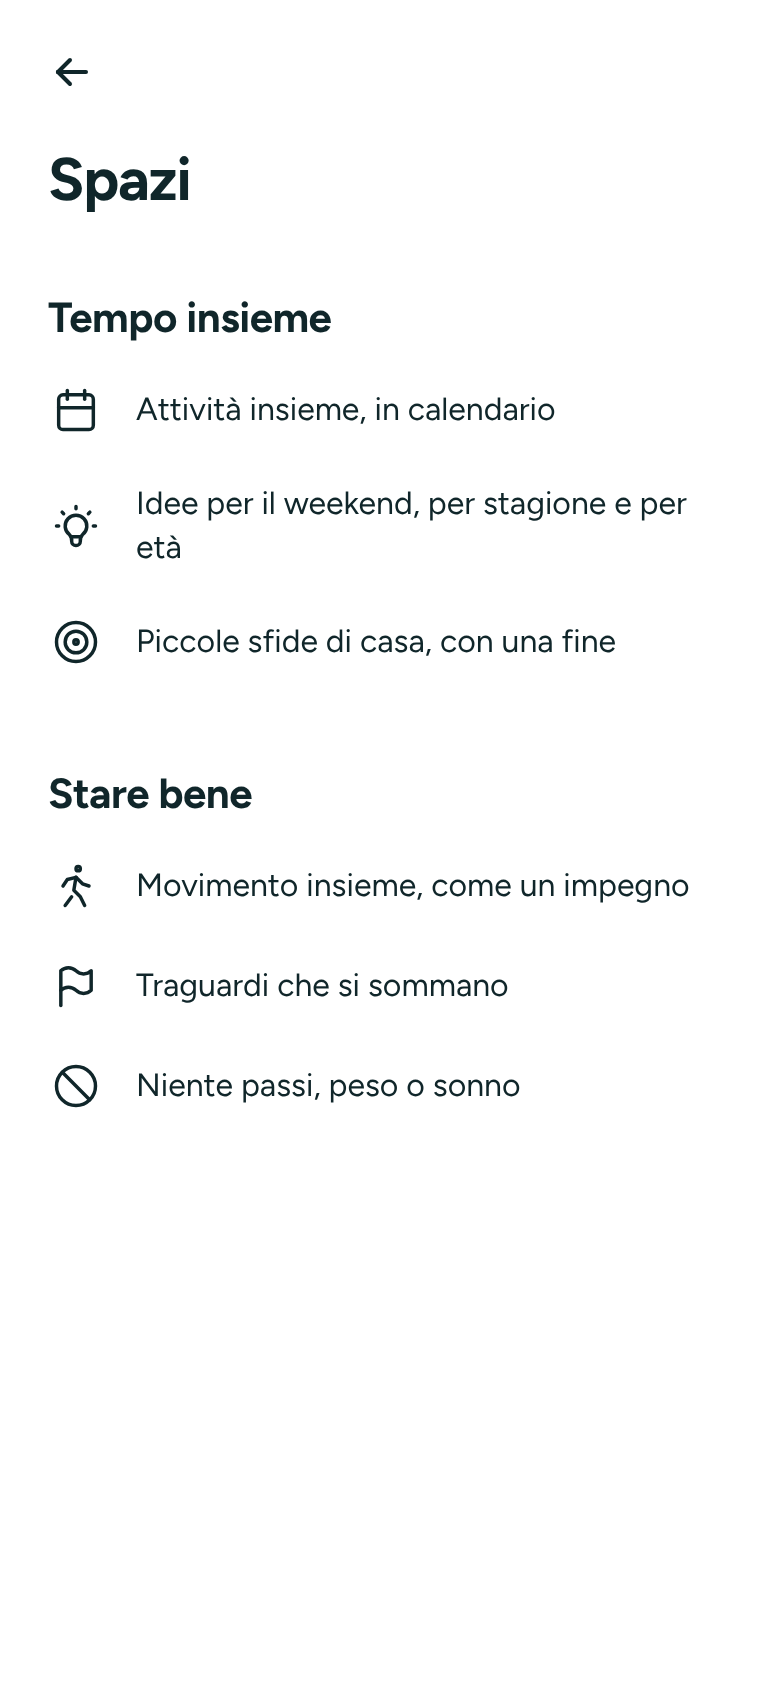 Spazi
Tempo insieme
Attività insieme, in calendario
Idee per il weekend, per stagione e per
età
Piccole sfide di casa, con una fine
Stare bene
Movimento insieme, come un impegno
Traguardi che si sommano
Niente passi, peso o sonno